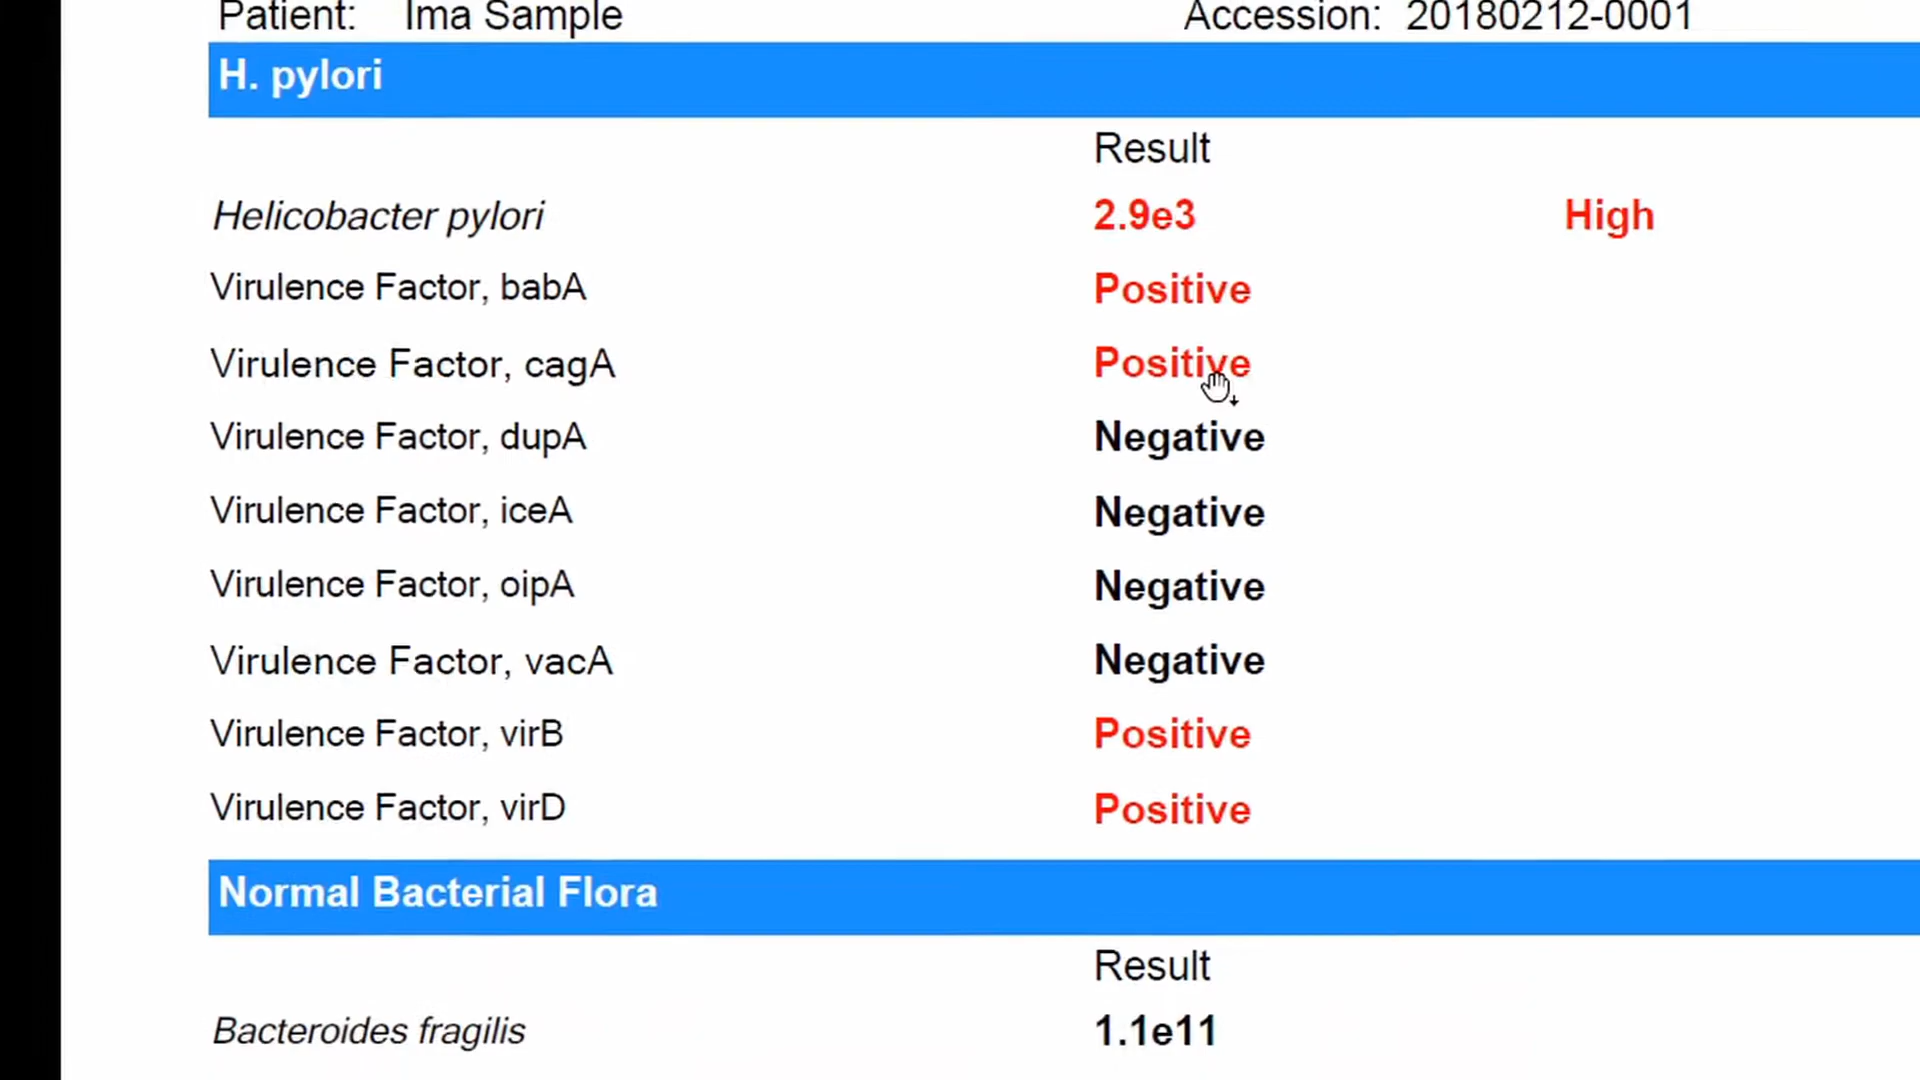 Patient: Ima Sample Accession: 20180212-0001
H. pylori
Result
Helicobacter pylori 2.9e3 High
Virulence Factor, babA Positive
Virulence Factor, cagA Positive
Virulence Factor, dupA Negative
Virulence Factor, iceA Negative
Virulence Factor, oipA Negative
Virulence Factor, vacA Negative
Virulence Factor, virB Positive
Virulence Factor, virD Positive
Normal Bacterial Flora
Result
Bacteroides fragilis 1.1e11